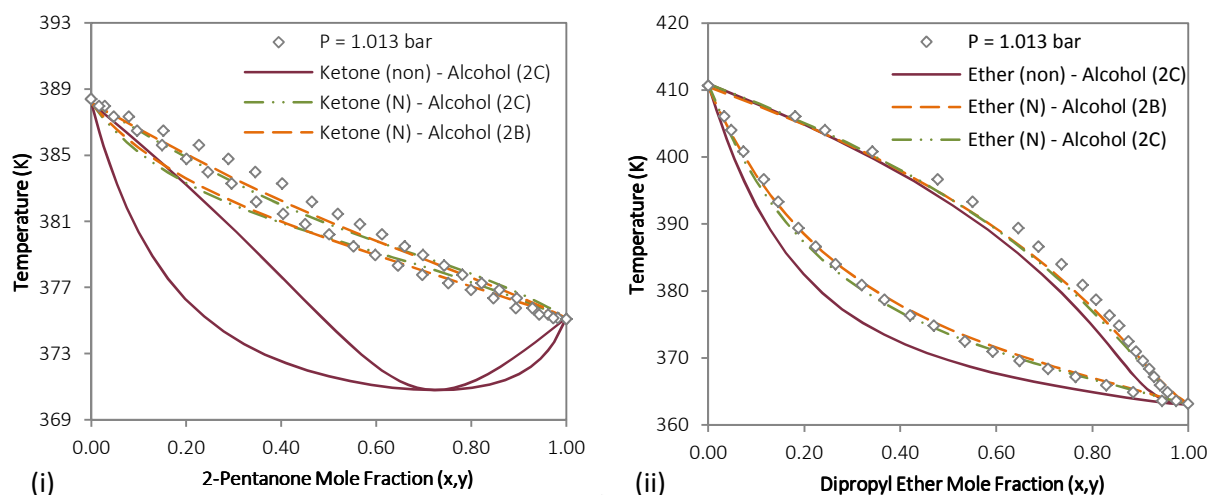 393
389
385
381
377
373
369
Temperature (K)
P = 1.013 bar
Ketone (non) - Alcohol (2C)
Ketone (N) - Alcohol (2C)
Ketone (N) - Alcohol (2B)
0.00 0.20 0.40 0.60 0.80 1.00
2-Pentanone Mole Fraction (x,y)
(i)
420
410
400
390
380
370
360
Temperature (K)
P = 1.013 bar
Ether (non) - Alcohol (2C)
Ether (N) - Alcohol (2B)
Ether (N) - Alcohol (2C)
0.00 0.20 0.40 0.60 0.80 1.00
Dipropyl Ether Mole Fraction (x,y)
(ii)